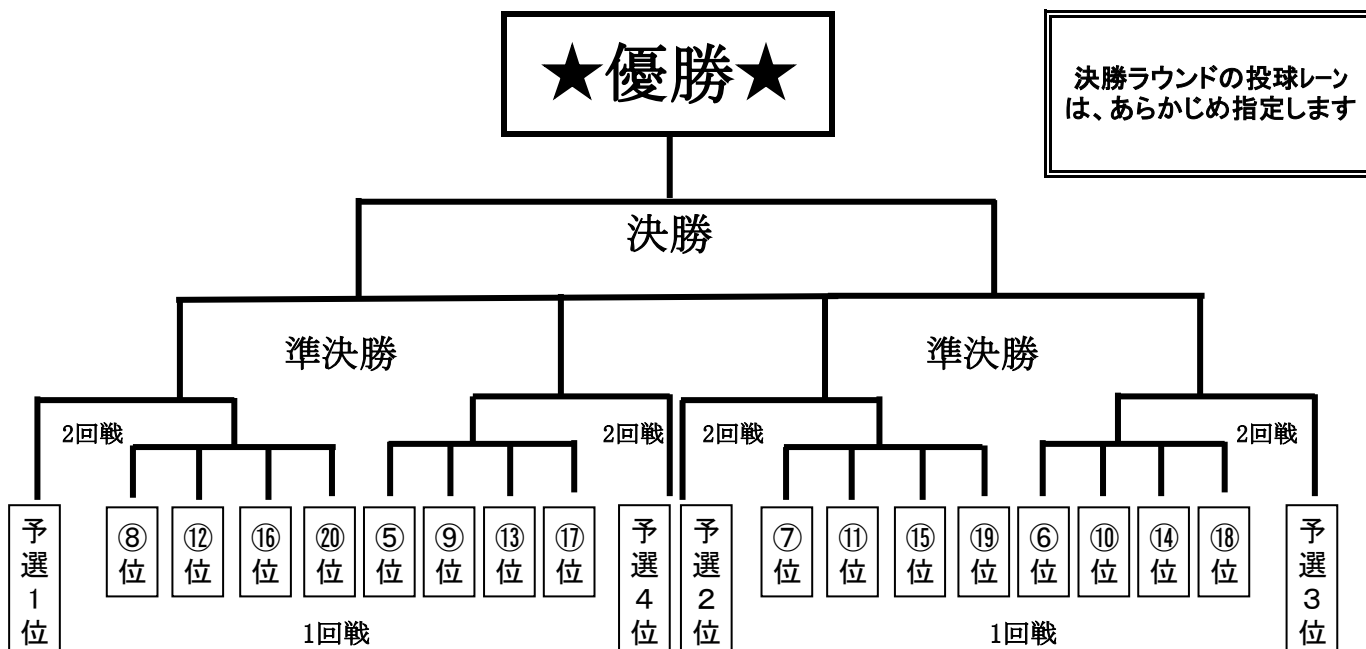 ★優勝★
決勝ラウンドの投球レーン
は、あらかじめ指定します
決勝
準決勝
準決勝
2回戦
2回戦
2回戦
2回戦
予選1位
⑧位
⑫位
⑯位
⑳位
⑤位
⑨位
⑬位
⑰位
予選4位
予選2位
⑦位
⑪位
⑮位
⑲位
⑥位
⑩位
⑭位
⑱位
予選3位
1回戦
1回戦